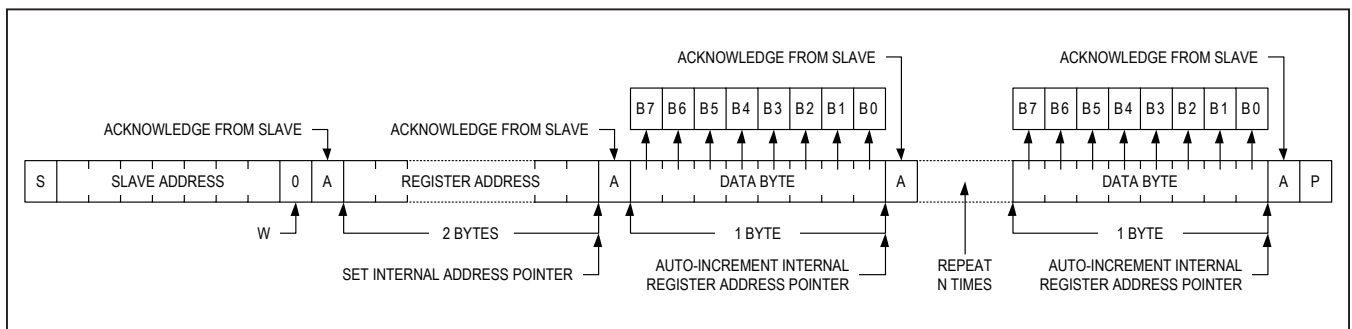 ACKNOWLEDGE FROM SLAVE
ACKNOWLEDGE FROM SLAVE
B7 B6 B5 B4 B3 B2 B1 B0
B7 B6 B5 B4 B3 B2 B1 B0
ACKNOWLEDGE FROM SLAVE
ACKNOWLEDGE FROM SLAVE
S SLAVE ADDRESS 0 A REGISTER ADDRESS A DATA BYTE A DATA BYTE A P
W
2 BYTES
1 BYTE
1 BYTE
SET INTERNAL ADDRESS POINTER
AUTO-INCREMENT INTERNAL
REGISTER ADDRESS POINTER
REPEAT
N TIMES
AUTO-INCREMENT INTERNAL
REGISTER ADDRESS POINTER